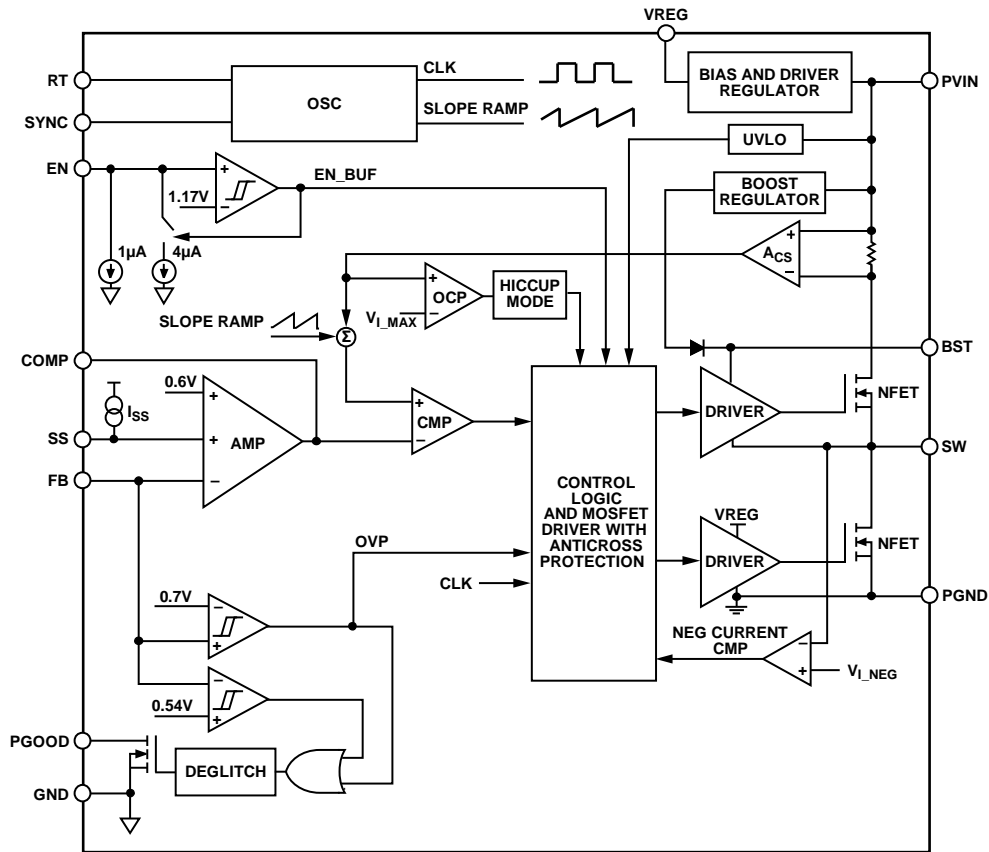 VREG
RT
OSC
CLK
SLOPE RAMP
BIAS AND DRIVER
REGULATOR
PVIN
SYNC
UVLO
EN
+
1.17V
−
EN_BUF
BOOST
REGULATOR
1µA
4µA
+
ACS
−
+
OCP
−
HICCUP
MODE
VI_MAX
SLOPE RAMP
Σ
COMP
BST
0.6V
+
ISS
SS
+
AMP
FB
−
+
CMP
−
DRIVER
NFET
SW
CONTROL
LOGIC
AND MOSFET
DRIVER WITH
ANTICROSS
PROTECTION
VREG
DRIVER
NFET
OVP
CLK
PGND
0.7V
−
+
NEG CURRENT
CMP
−
+
VI_NEG
−
0.54V
+
PGOOD
DEGLITCH
GND